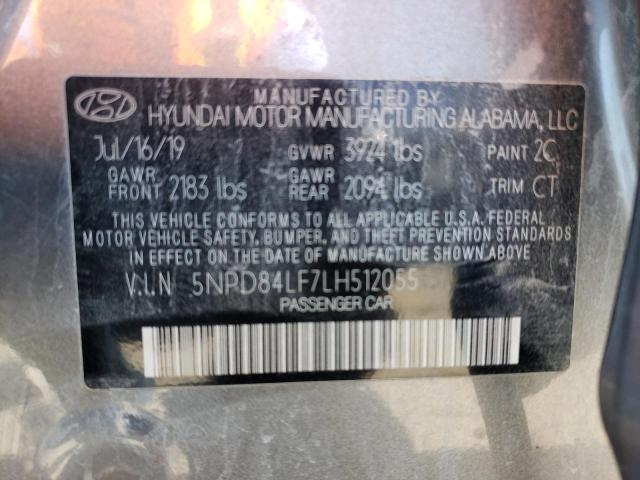 MANUFACTURED BY
HYUNDAI MOTOR MANUFACTURING ALABAMA, LLC
Jul/16/19 GVWR 3924 lbs PAINT 2C
GAWR FRONT 2183 lbs GAWR REAR 2094 lbs TRIM CT
THIS VEHICLE CONFORMS TO ALL APPLICABLE U.S.A. FEDERAL
MOTOR VEHICLE SAFETY, BUMPER, AND THEFT PREVENTION STANDARDS
IN EFFECT ON THE DATE OF MANUFACTURE SHOWN ABOVE.
V.I.N 5NPD84LF7LH512055
PASSENGER CAR